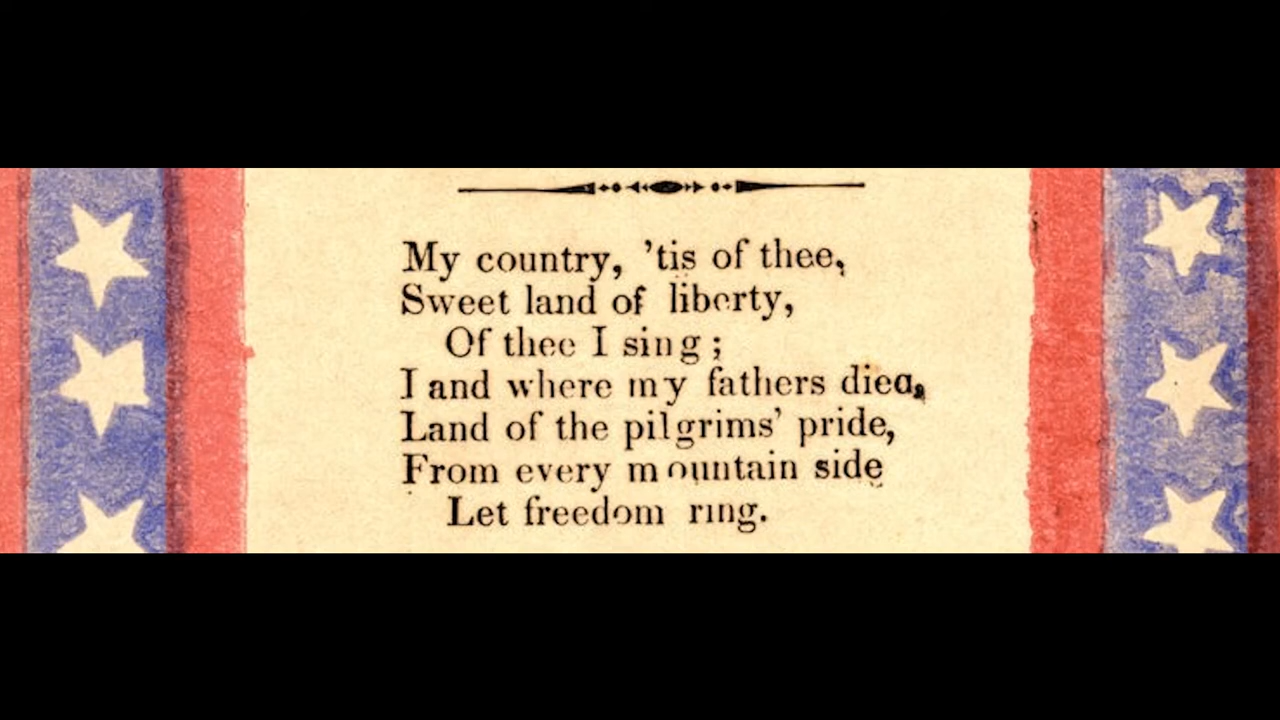 My country, 'tis of thee,
Sweet land of liberty,
Of thee I sing;
Land where my fathers died,
Land of the pilgrims' pride,
From every mountain side
Let freedom ring.